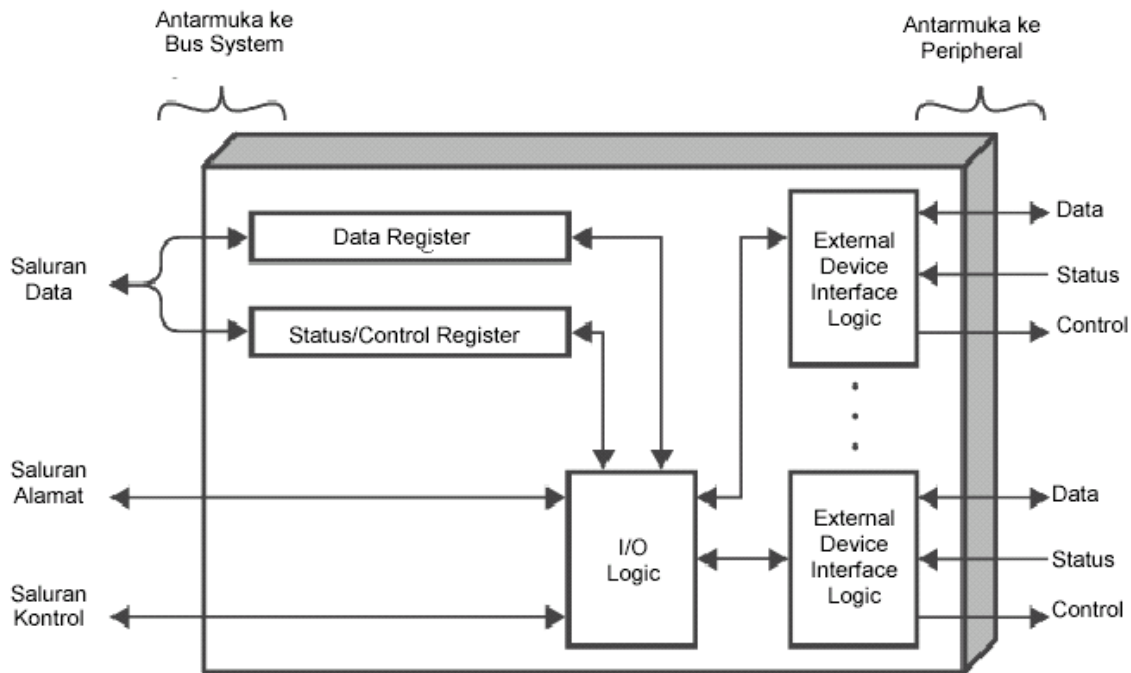 Antarmuka ke
Bus System
Antarmuka ke
Peripheral
Data Register
Status/Control Register
Saluran
Data
Saluran
Alamat
Saluran
Kontrol
I/O
Logic
External
Device
Interface
Logic
Data
Status
Control
External
Device
Interface
Logic
Data
Status
Control